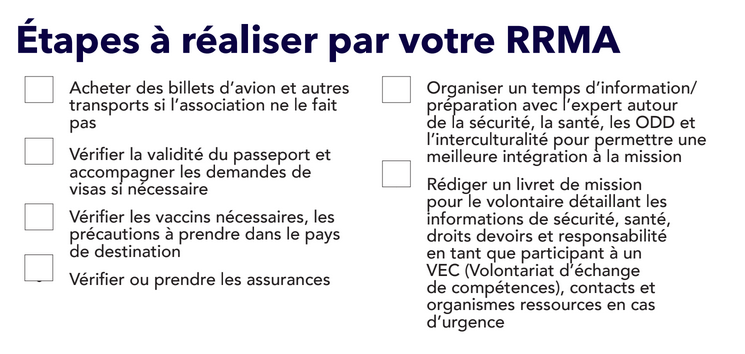 Étapes à réaliser par votre RRMA
Acheter des billets d’avion et autres
transports si l’association ne le fait
pas
Vérifier la validité du passeport et
accompagner les demandes de
visas si nécessaire
Vérifier les vaccins nécessaires, les
précautions à prendre dans le pays
de destination
Vérifier ou prendre les assurances
Organiser un temps d’information/
préparation avec l’expert autour
de la sécurité, la santé, les ODD et
l’interculturalité pour permettre une
meilleure intégration à la mission
Rédiger un livret de mission
pour le volontaire détaillant les
informations de sécurité, santé,
droits devoirs et responsabilité
en tant que participant à un
VEC (Volontariat d’échange
de compétences), contacts et
organismes ressources en cas
d’urgence